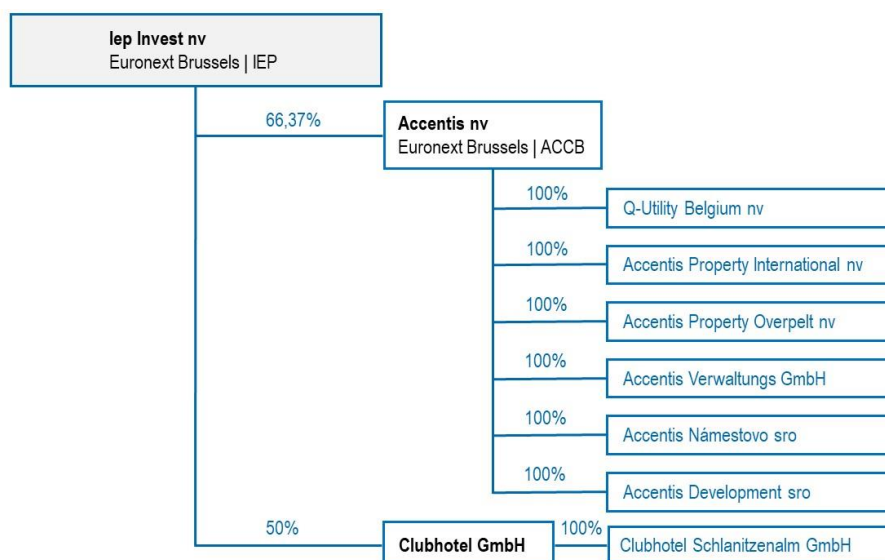 Iep Invest nv
Euronext Brussels | IEP
66,37%
Accentis nv
Euronext Brussels | ACCB
100%
Q-Utility Belgium nv
100%
Accentis Property International nv
100%
Accentis Property Overpelt nv
100%
Accentis Verwaltungs GmbH
100%
Accentis Námestovo sro
100%
Accentis Development sro
50%
Clubhotel GmbH
100%
Clubhotel Schlanitzenalm GmbH